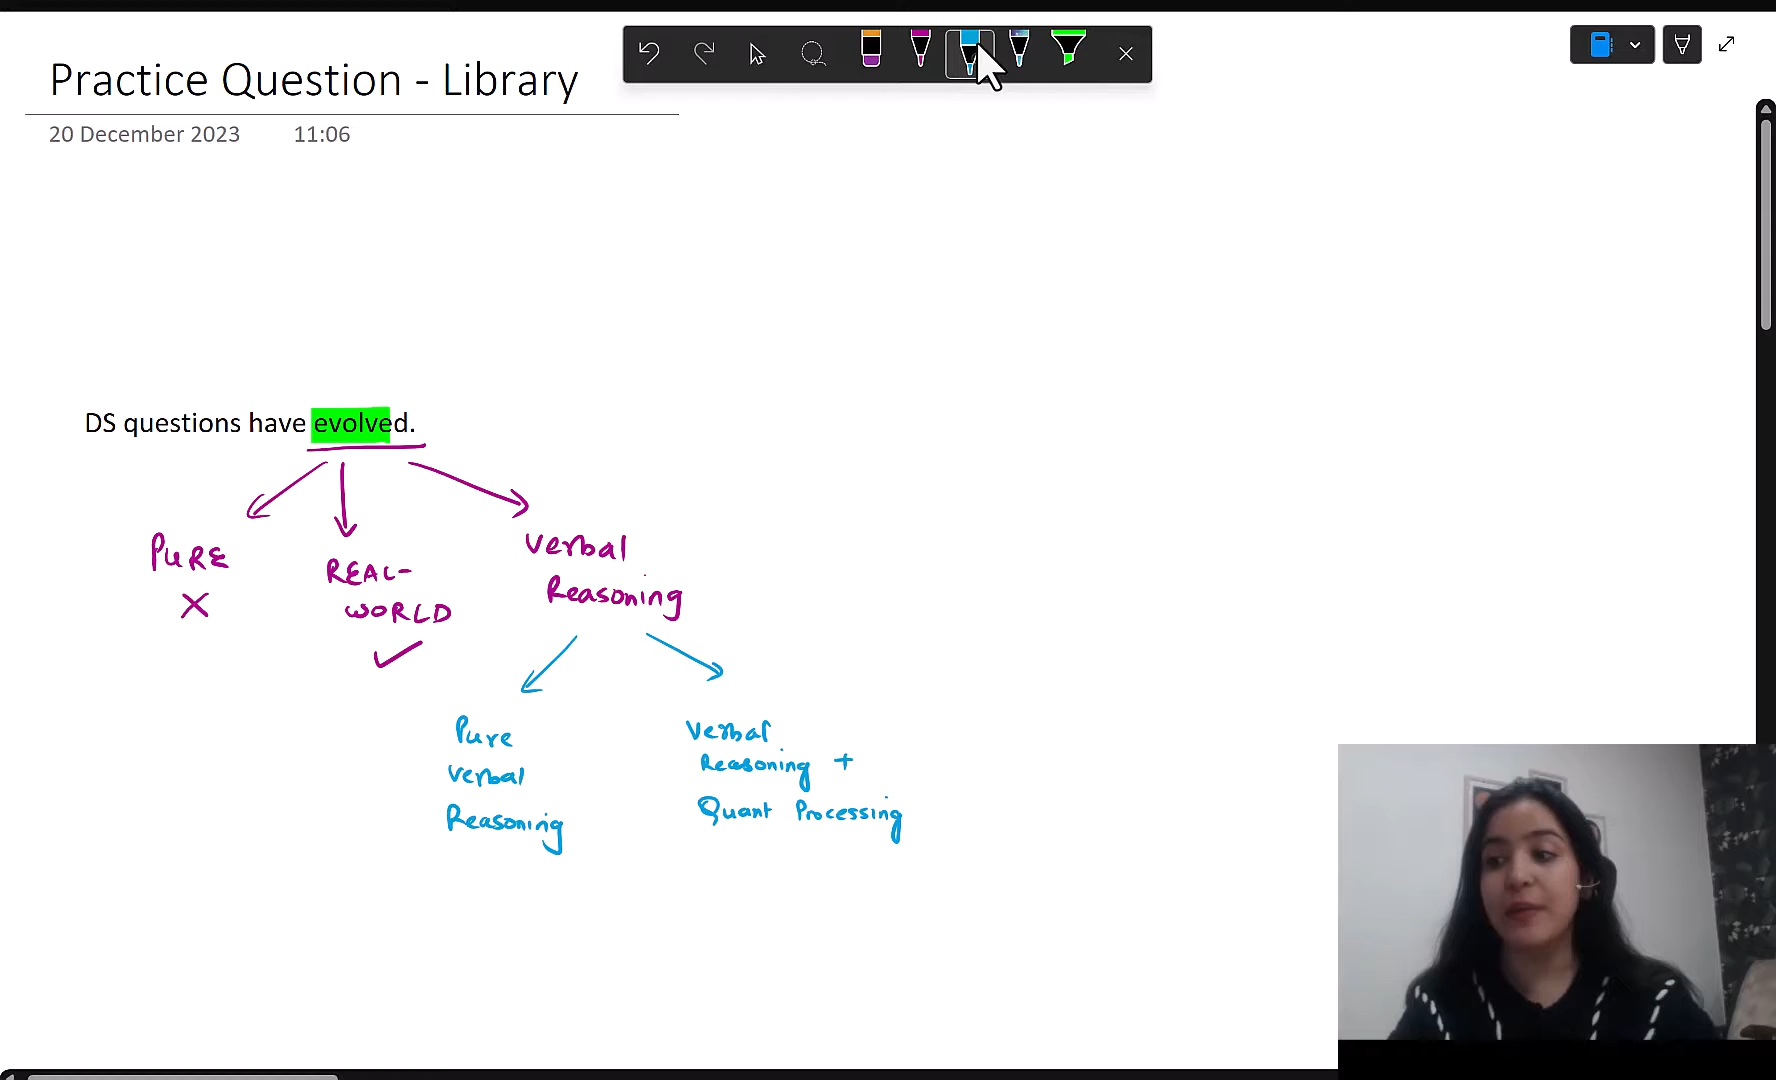 Practice Question - Library
20 December 2023 11:06
DS questions have evolved.
PURE
REAL-
WORLD
Verbal
Reasoning
Pure
Verbal
Reasoning
Verbal
Reasoning +
Quant Processing